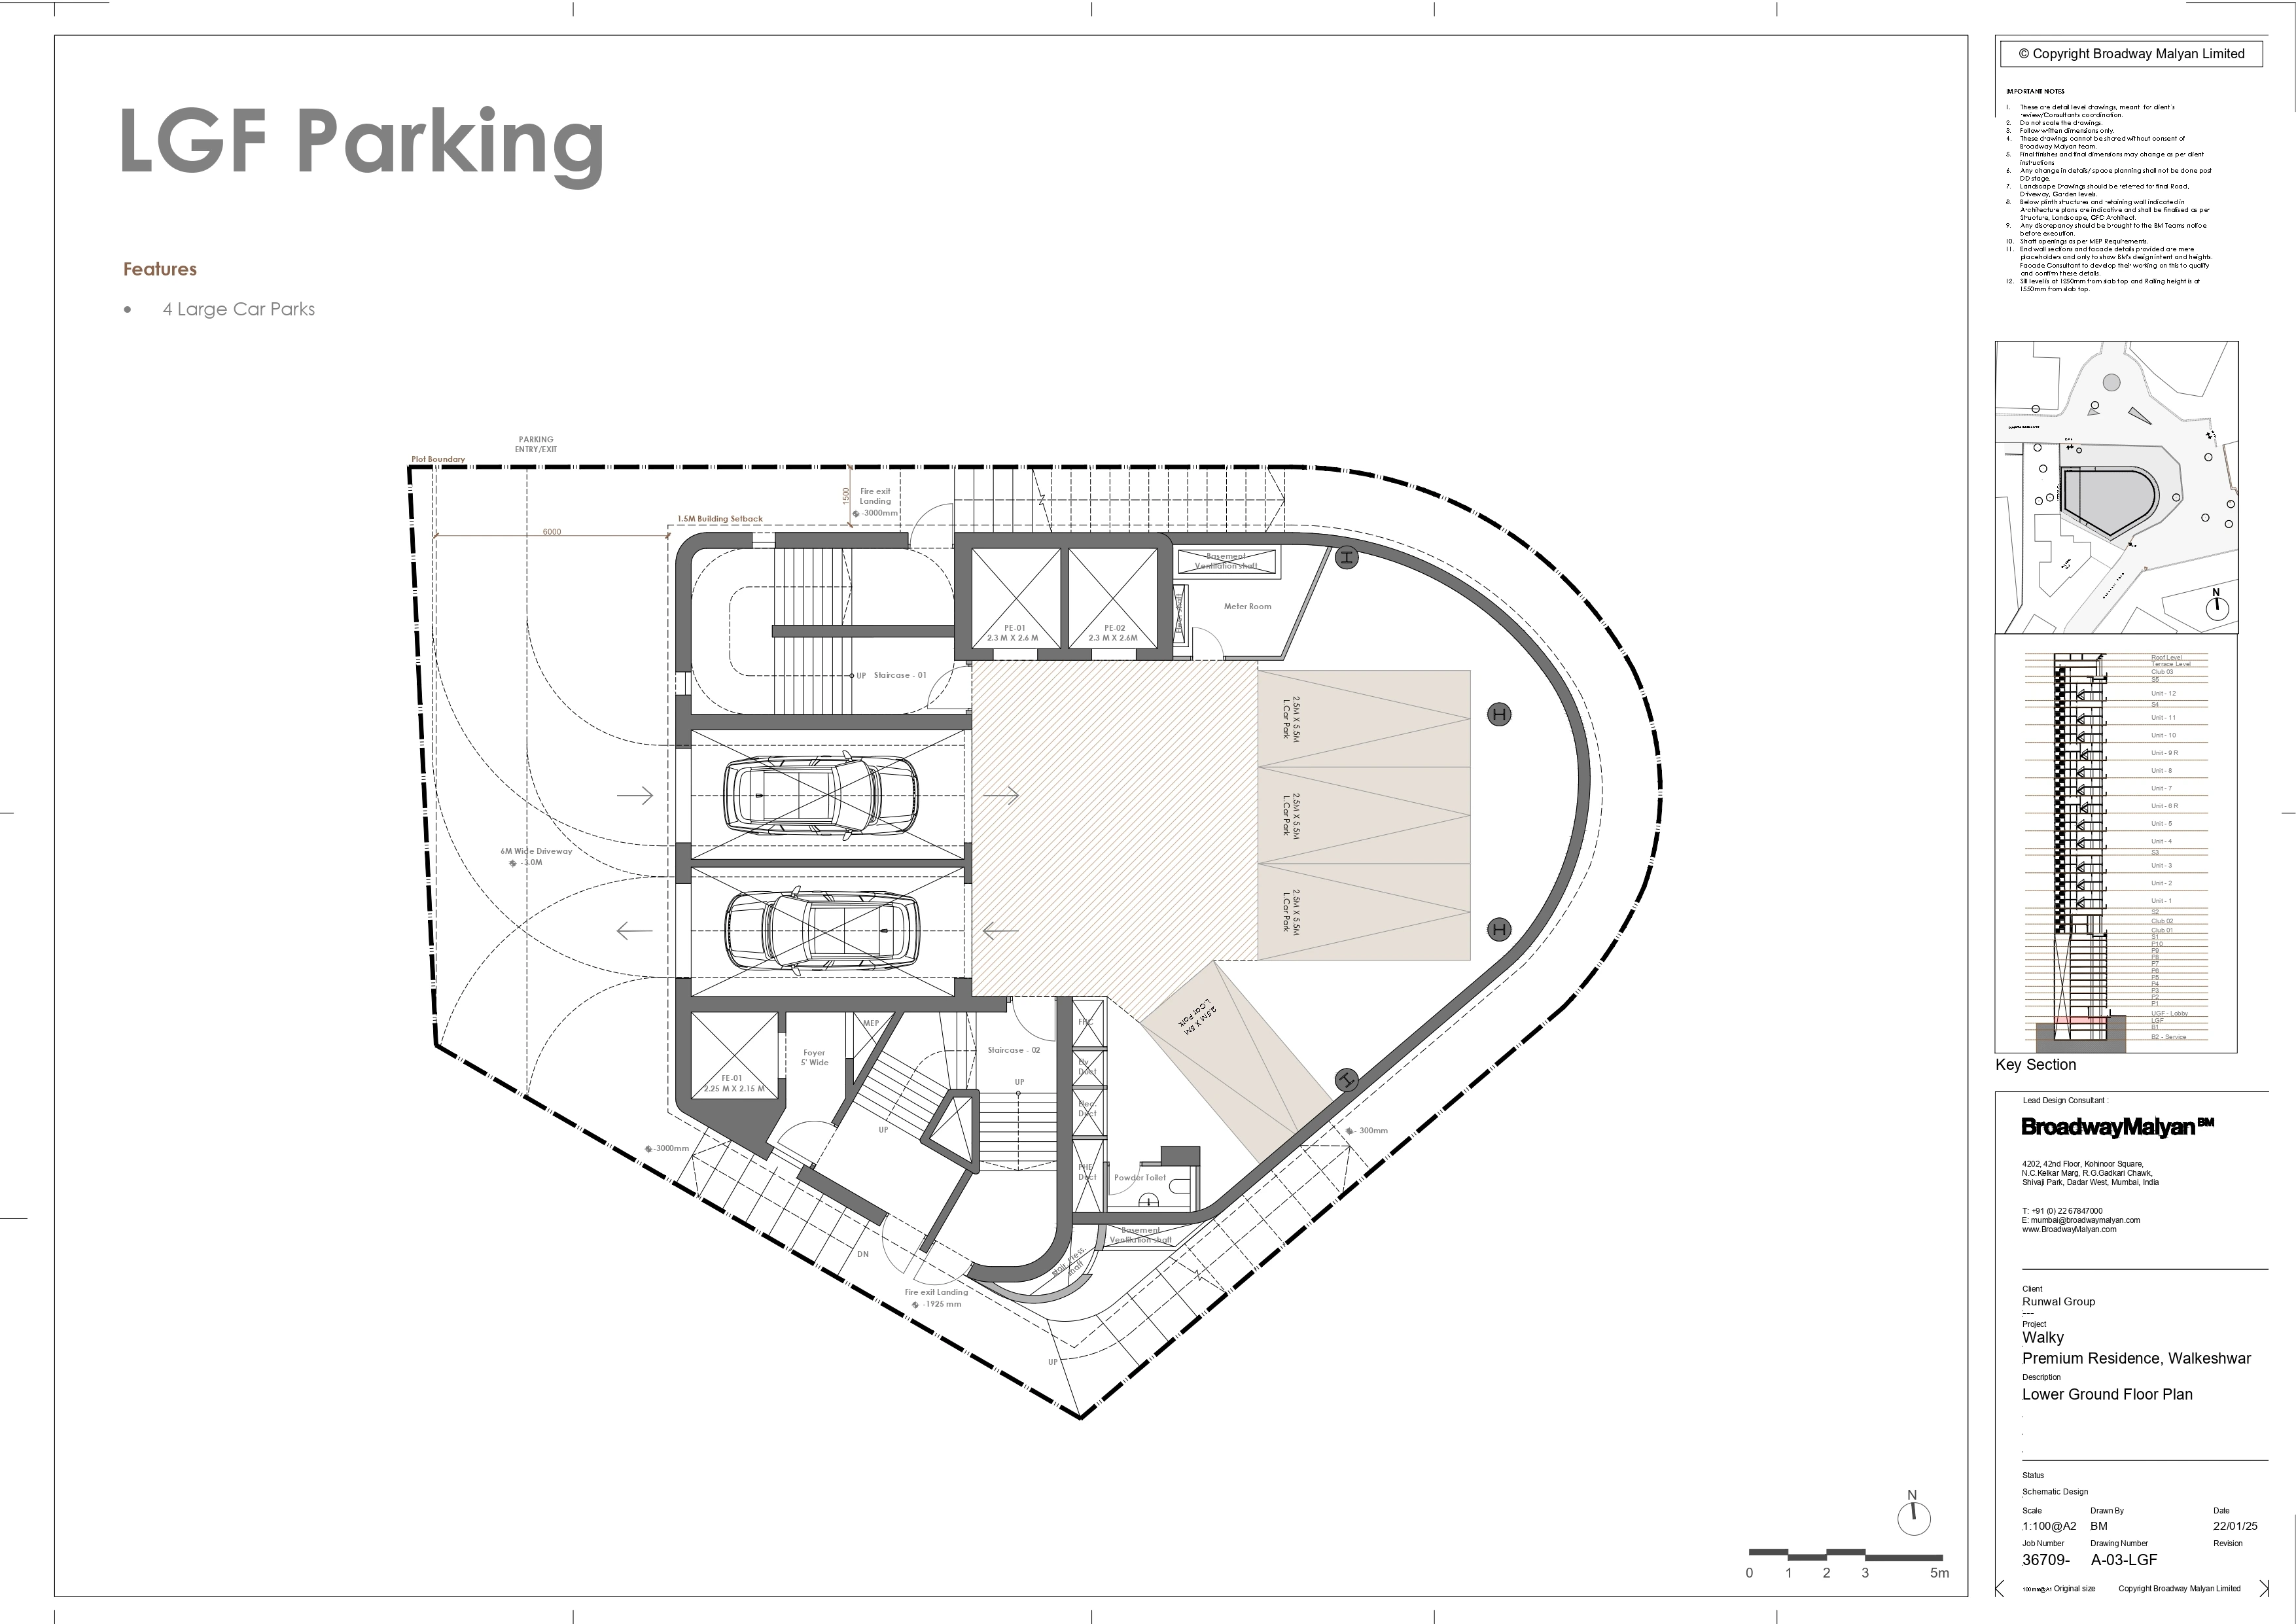 LGF Parking
Features
• 4 Large Car Parks
PARKING
ENTRY/EXIT
Plot Boundary
1.5M Building Setback
6000
1500
Fire exit
Landing
-3000mm
PE-01
2.3 M X 2.6 M
PE-02
2.3 M X 2.6M
Basement
Ventilation shaft
Meter Room
UP
Staircase - 01
2.5M X 5.5M
L.Car Park
2.5M X 5.5M
L.Car Park
2.5M X 5.5M
L.Car Park
2.5M X 5M
L.Car Park
6M Wide Driveway
-3.0M
MEP
Foyer
5' Wide
Staircase - 02
UP
FE-01
2.25 M X 2.15 M
UP
Elec.
Duct
PHE
Duct
Powder Toilet
-3000mm
- 300mm
Basement
Ventilation shaft
DN
Fire exit Landing
-1925 mm
UP
N
0 1 2 3 5m
© Copyright Broadway Malyan Limited
IMPORTANT NOTES
1. These are detail level drawings, meant for client's
review/Consultants coordination.
2. Do not scale the drawings.
3. Follow written dimensions only.
4. These drawings cannot be shared without consent of
Broadway Malyan team.
5. Final finishes and final dimensions may change as per client
instructions
6. Any change in details/ space planning shall not be done post
DD stage.
7. Landscape Drawings should be referred for final Road,
Driveway, Garden levels.
8. Below plinth structures and retaining wall indicated in
Architecture plans are indicative and shall be finalised as per
Structure, Landscape, GFC Architect.
9. Any discrepancy should be brought to the BM Teams notice
before execution.
10. Shaft openings as per MEP Requirements.
11. End wall sections and facade details provided are mere
placeholders and only to show BM's design intent and heights.
Facade Consultant to develop their working on this to qualify
and confirm these details.
12. Sill level is at 1250mm from slab top and Railing height is at
1550mm from slab top.
N
Roof Level
Terrace Level
Club 03
S5
Unit - 12
S4
Unit - 11
Unit - 10
Unit - 9 R
Unit - 8
Unit - 7
Unit - 6 R
Unit - 5
Unit - 4
S3
Unit - 3
Unit - 2
Unit - 1
S2
Club 02
Club 01
S1
P10
P9
P8
P7
P6
P5
P4
P3
P2
P1
UGF - Lobby
LGF
B1
B2 - Service
Key Section
Lead Design Consultant :
BroadwayMalyan BM
4202, 42nd Floor, Kohinoor Square,
N.C.Kelkar Marg, R.G.Gadkari Chawk,
Shivaji Park, Dadar West, Mumbai, India
T: +91 (0) 22 67847000
E: mumbai@broadwaymalyan.com
www.BroadwayMalyan.com
Client
Runwal Group
---
Project
Walky
Premium Residence, Walkeshwar
Description
Lower Ground Floor Plan
Status
Schematic Design
Scale Drawn By Date
1:100@A2 BM 22/01/25
Job Number Drawing Number Revision
36709- A-03-LGF
100mm@A1 Original size Copyright Broadway Malyan Limited